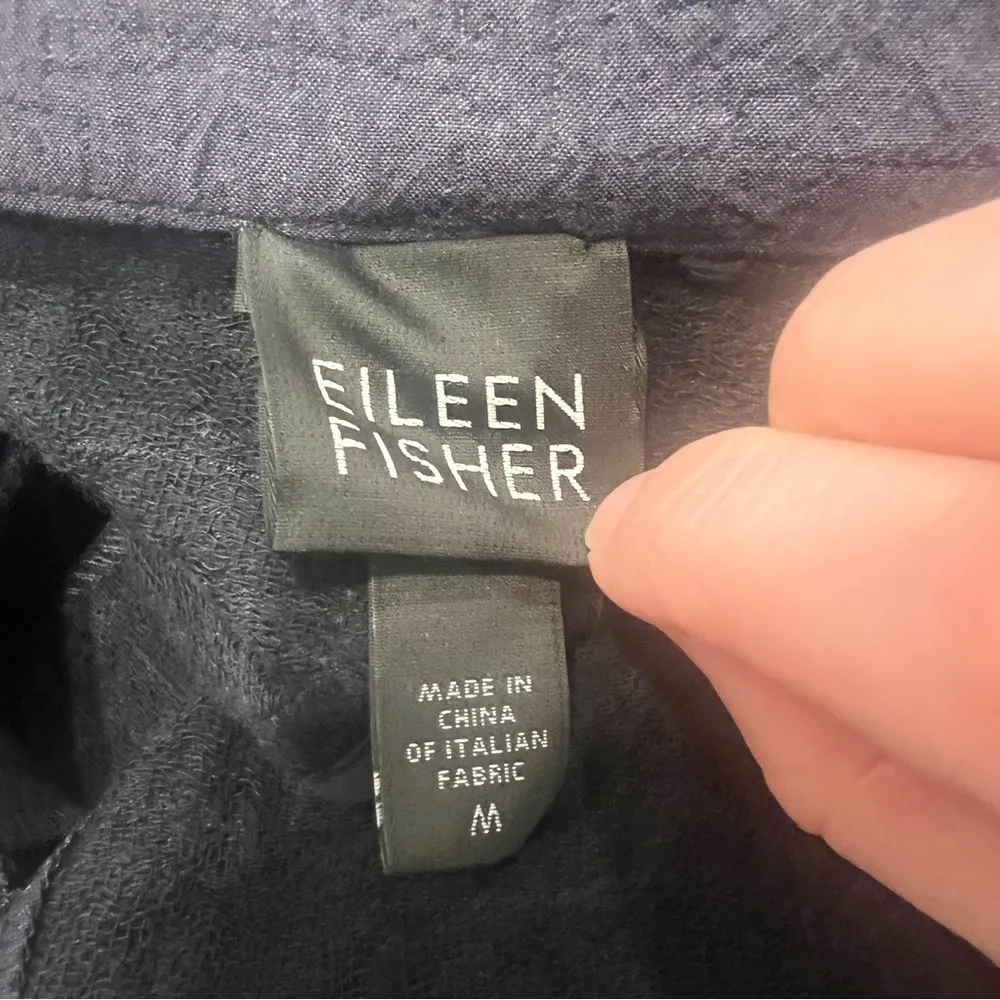 EILEEN
FISHER
MADE IN
CHINA
OF ITALIAN
FABRIC
M